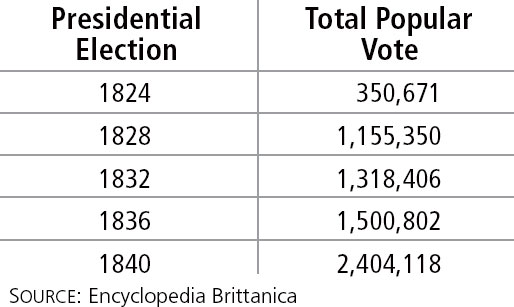 Presidential Election Total Popular Vote
1824 350,671
1828 1,155,350
1832 1,318,406
1836 1,500,802
1840 2,404,118
SOURCE: Encyclopedia Brittanica